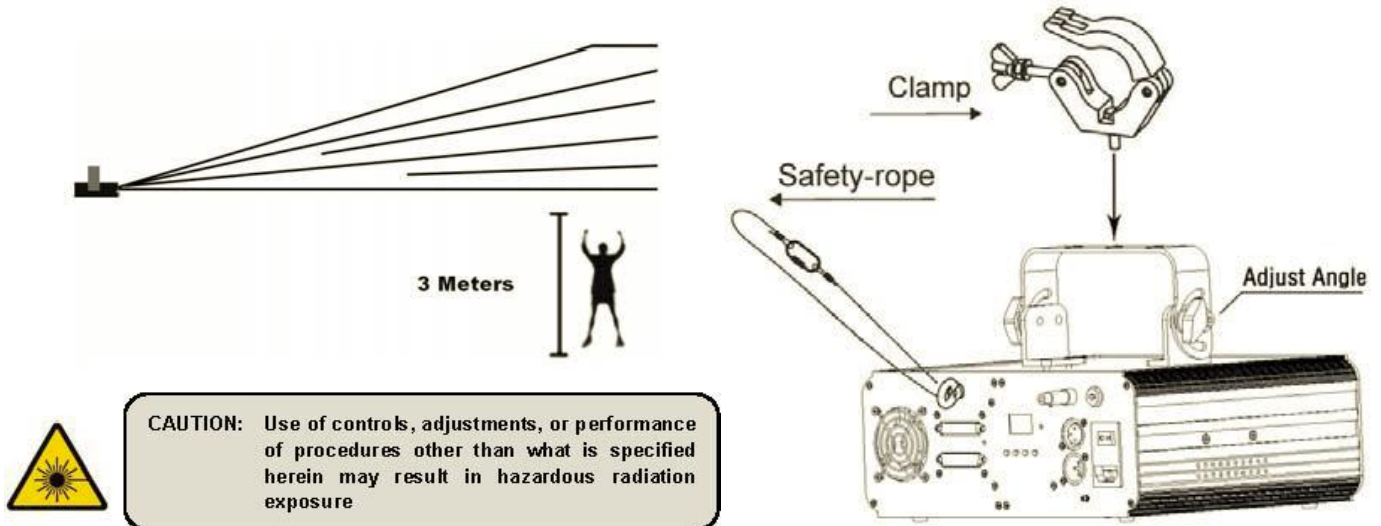 3 Meters
CAUTION: Use of controls, adjustments, or performance
of procedures other than what is specified
herein may result in hazardous radiation
exposure
Clamp
Safety-rope
Adjust Angle